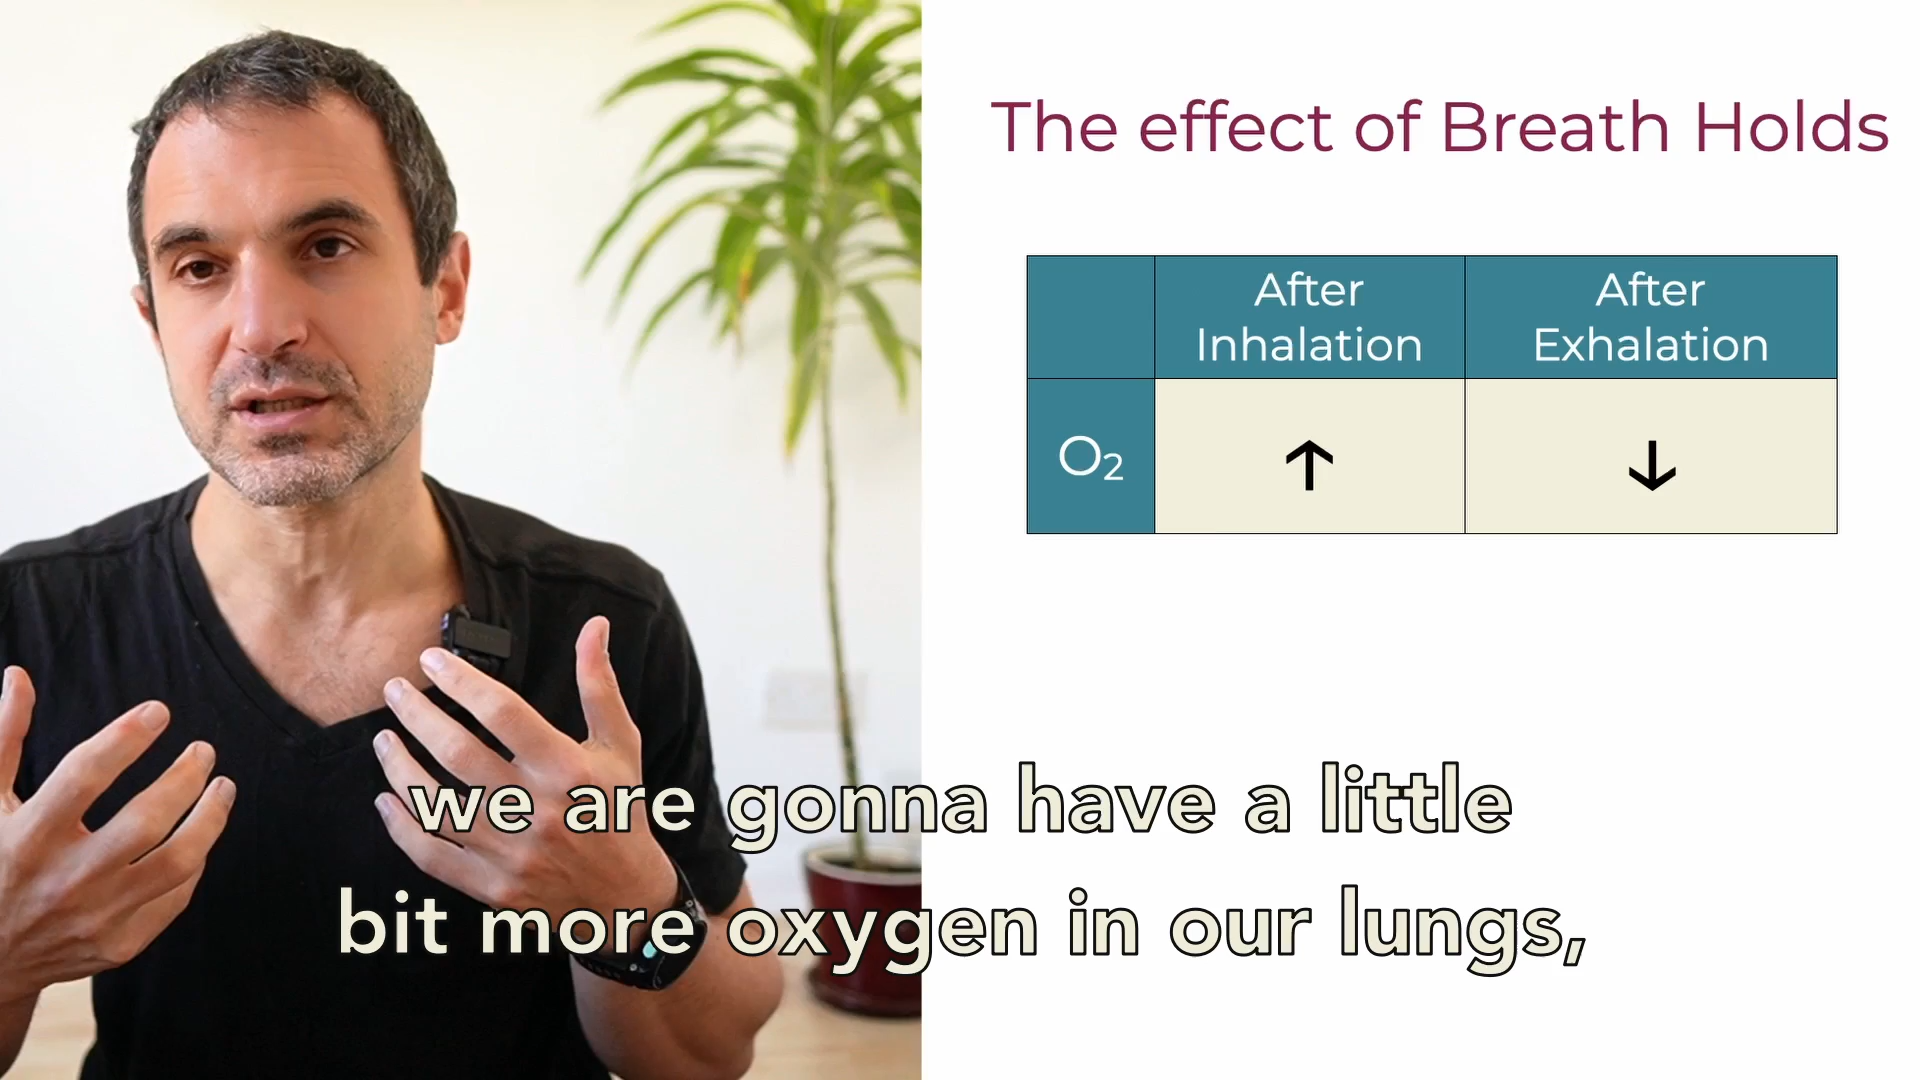 The effect of Breath Holds
After
Inhalation
After
Exhalation
O₂
↑
↓
we are gonna have a little
bit more oxygen in our lungs,